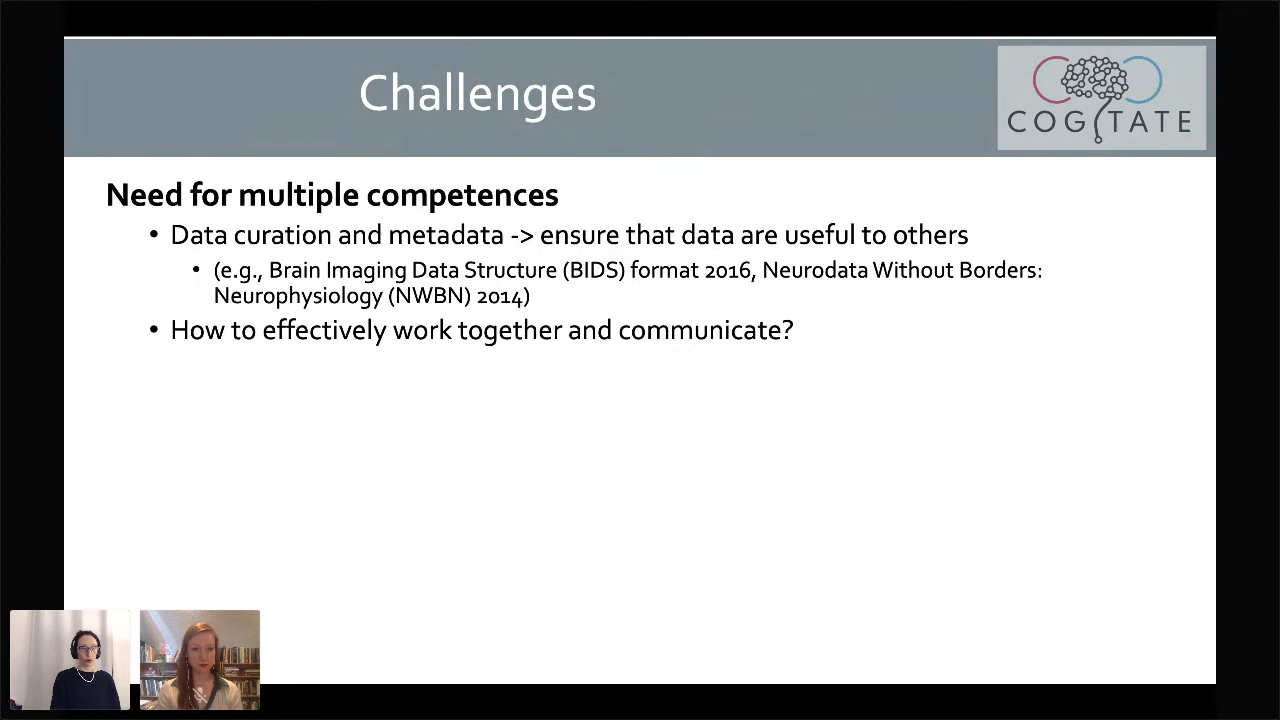 Challenges
COGITATE
Need for multiple competences
• Data curation and metadata -> ensure that data are useful to others
• (e.g., Brain Imaging Data Structure (BIDS) format 2016, Neurodata Without Borders:
Neurophysiology (NWBN) 2014)
• How to effectively work together and communicate?